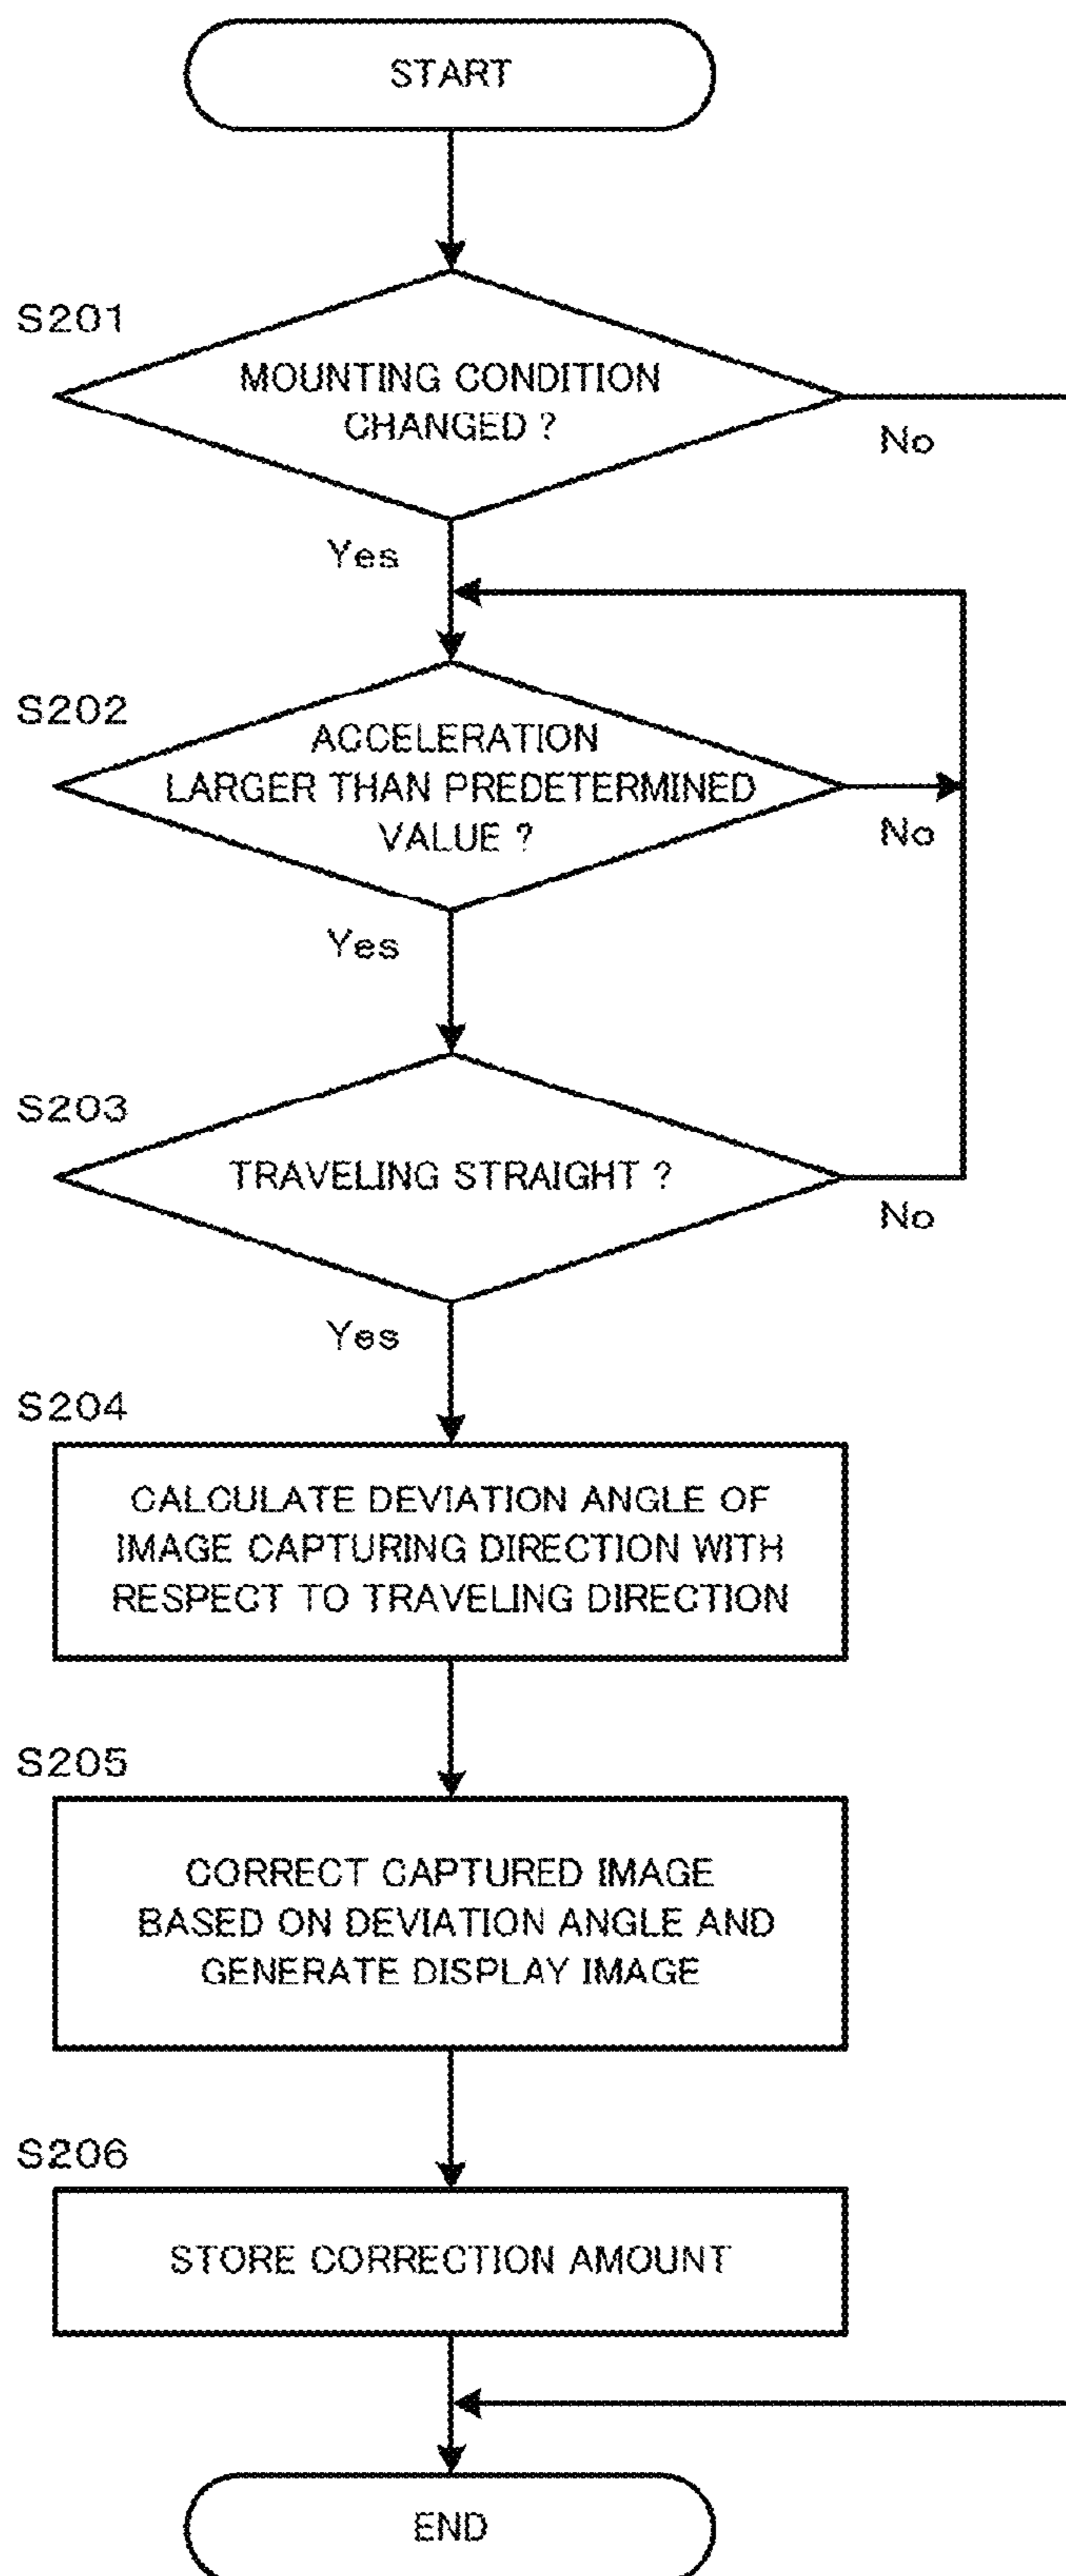 START
S201
MOUNTING CONDITION
CHANGED ?
No
Yes
S202
ACCELERATION
LARGER THAN PREDETERMINED
VALUE ?
No
Yes
S203
TRAVELING STRAIGHT ?
No
Yes
S204
CALCULATE DEVIATION ANGLE OF
IMAGE CAPTURING DIRECTION WITH
RESPECT TO TRAVELING DIRECTION
S205
CORRECT CAPTURED IMAGE
BASED ON DEVIATION ANGLE AND
GENERATE DISPLAY IMAGE
S206
STORE CORRECTION AMOUNT
END